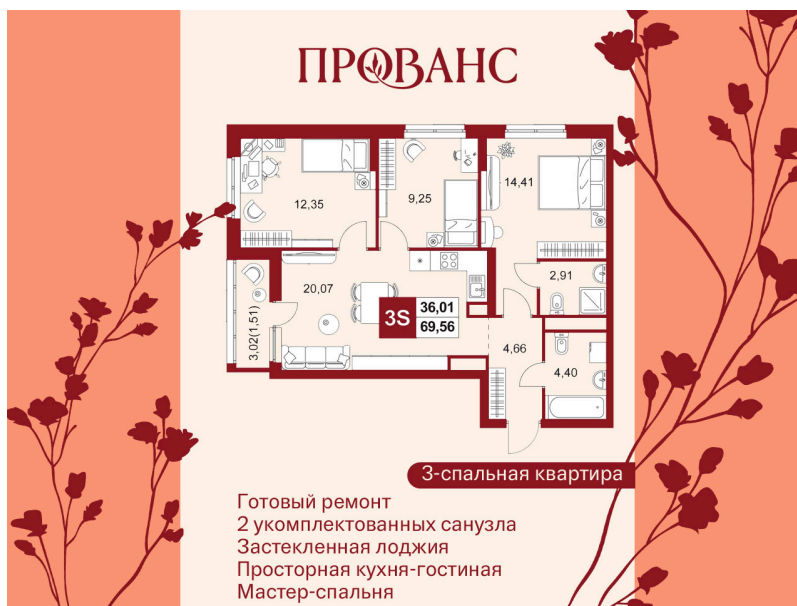 ПРОВАНС
12,35
9,25
14,41
2,91
20,07
3S
36,01
69,56
3,02(1,51)
4,66
4,40
3-спальная квартира
Готовый ремонт
2 укомплектованных санузла
Застекленная лоджия
Просторная кухня-гостиная
Мастер-спальня